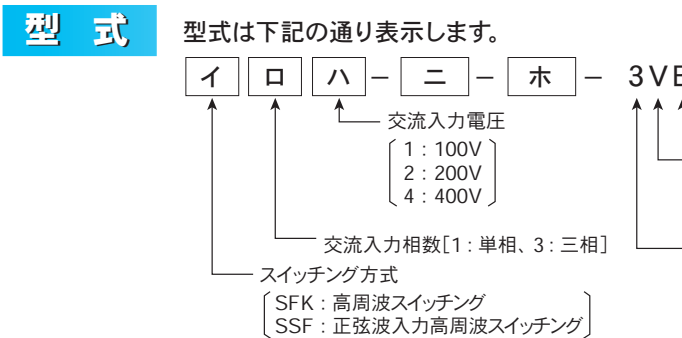 型 式
型式は下記の通り表示します。
イ ロ ハ － ニ － ホ － 3V
交流入力電圧
1：100V
2：200V
4：400V
交流入力相数［1：単相、3：三相］
スイッチング方式
SFK：高周波スイッチング
SSF：正弦波入力高周波スイッチング